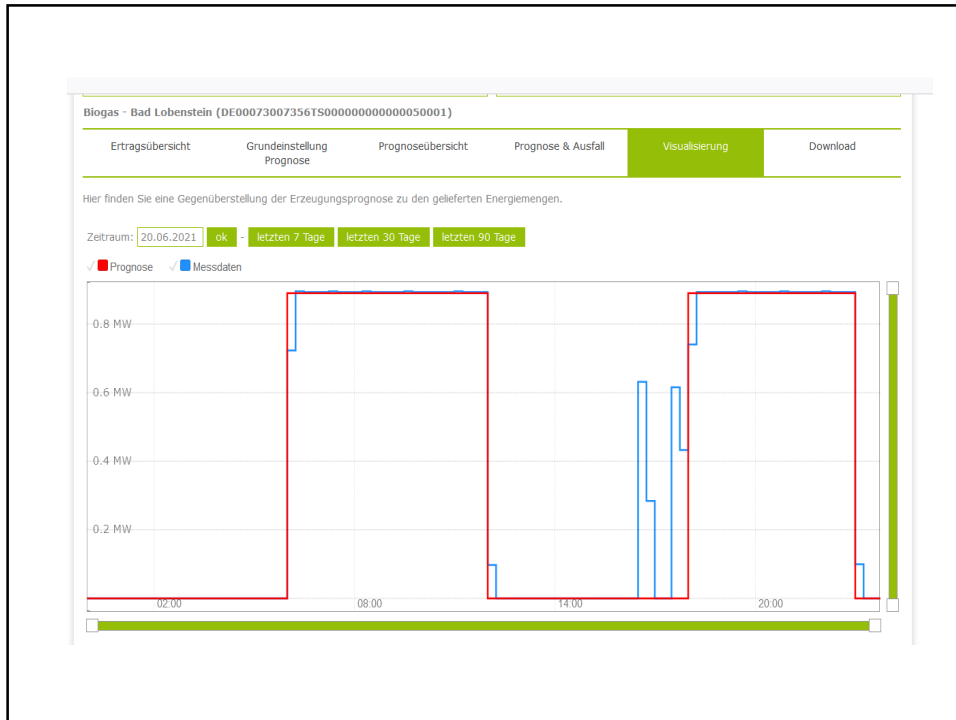 Biogas - Bad Lobenstein (DE00073007356TS000000000000050001)
Ertragsübersicht
Grundeinstellung
Prognose
Prognoseübersicht
Prognose & Ausfall
Visualisierung
Download
Hier finden Sie eine Gegenüberstellung der Erzeugungsprognose zu den gelieferten Energiemengen.
Zeitraum: 20.06.2021 ok - letzten 7 Tage letzten 30 Tage letzten 90 Tage
✓ Prognose ✓ Messdaten
0.8 MW
0.6 MW
0.4 MW
0.2 MW
02:00 08:00 14:00 20:00